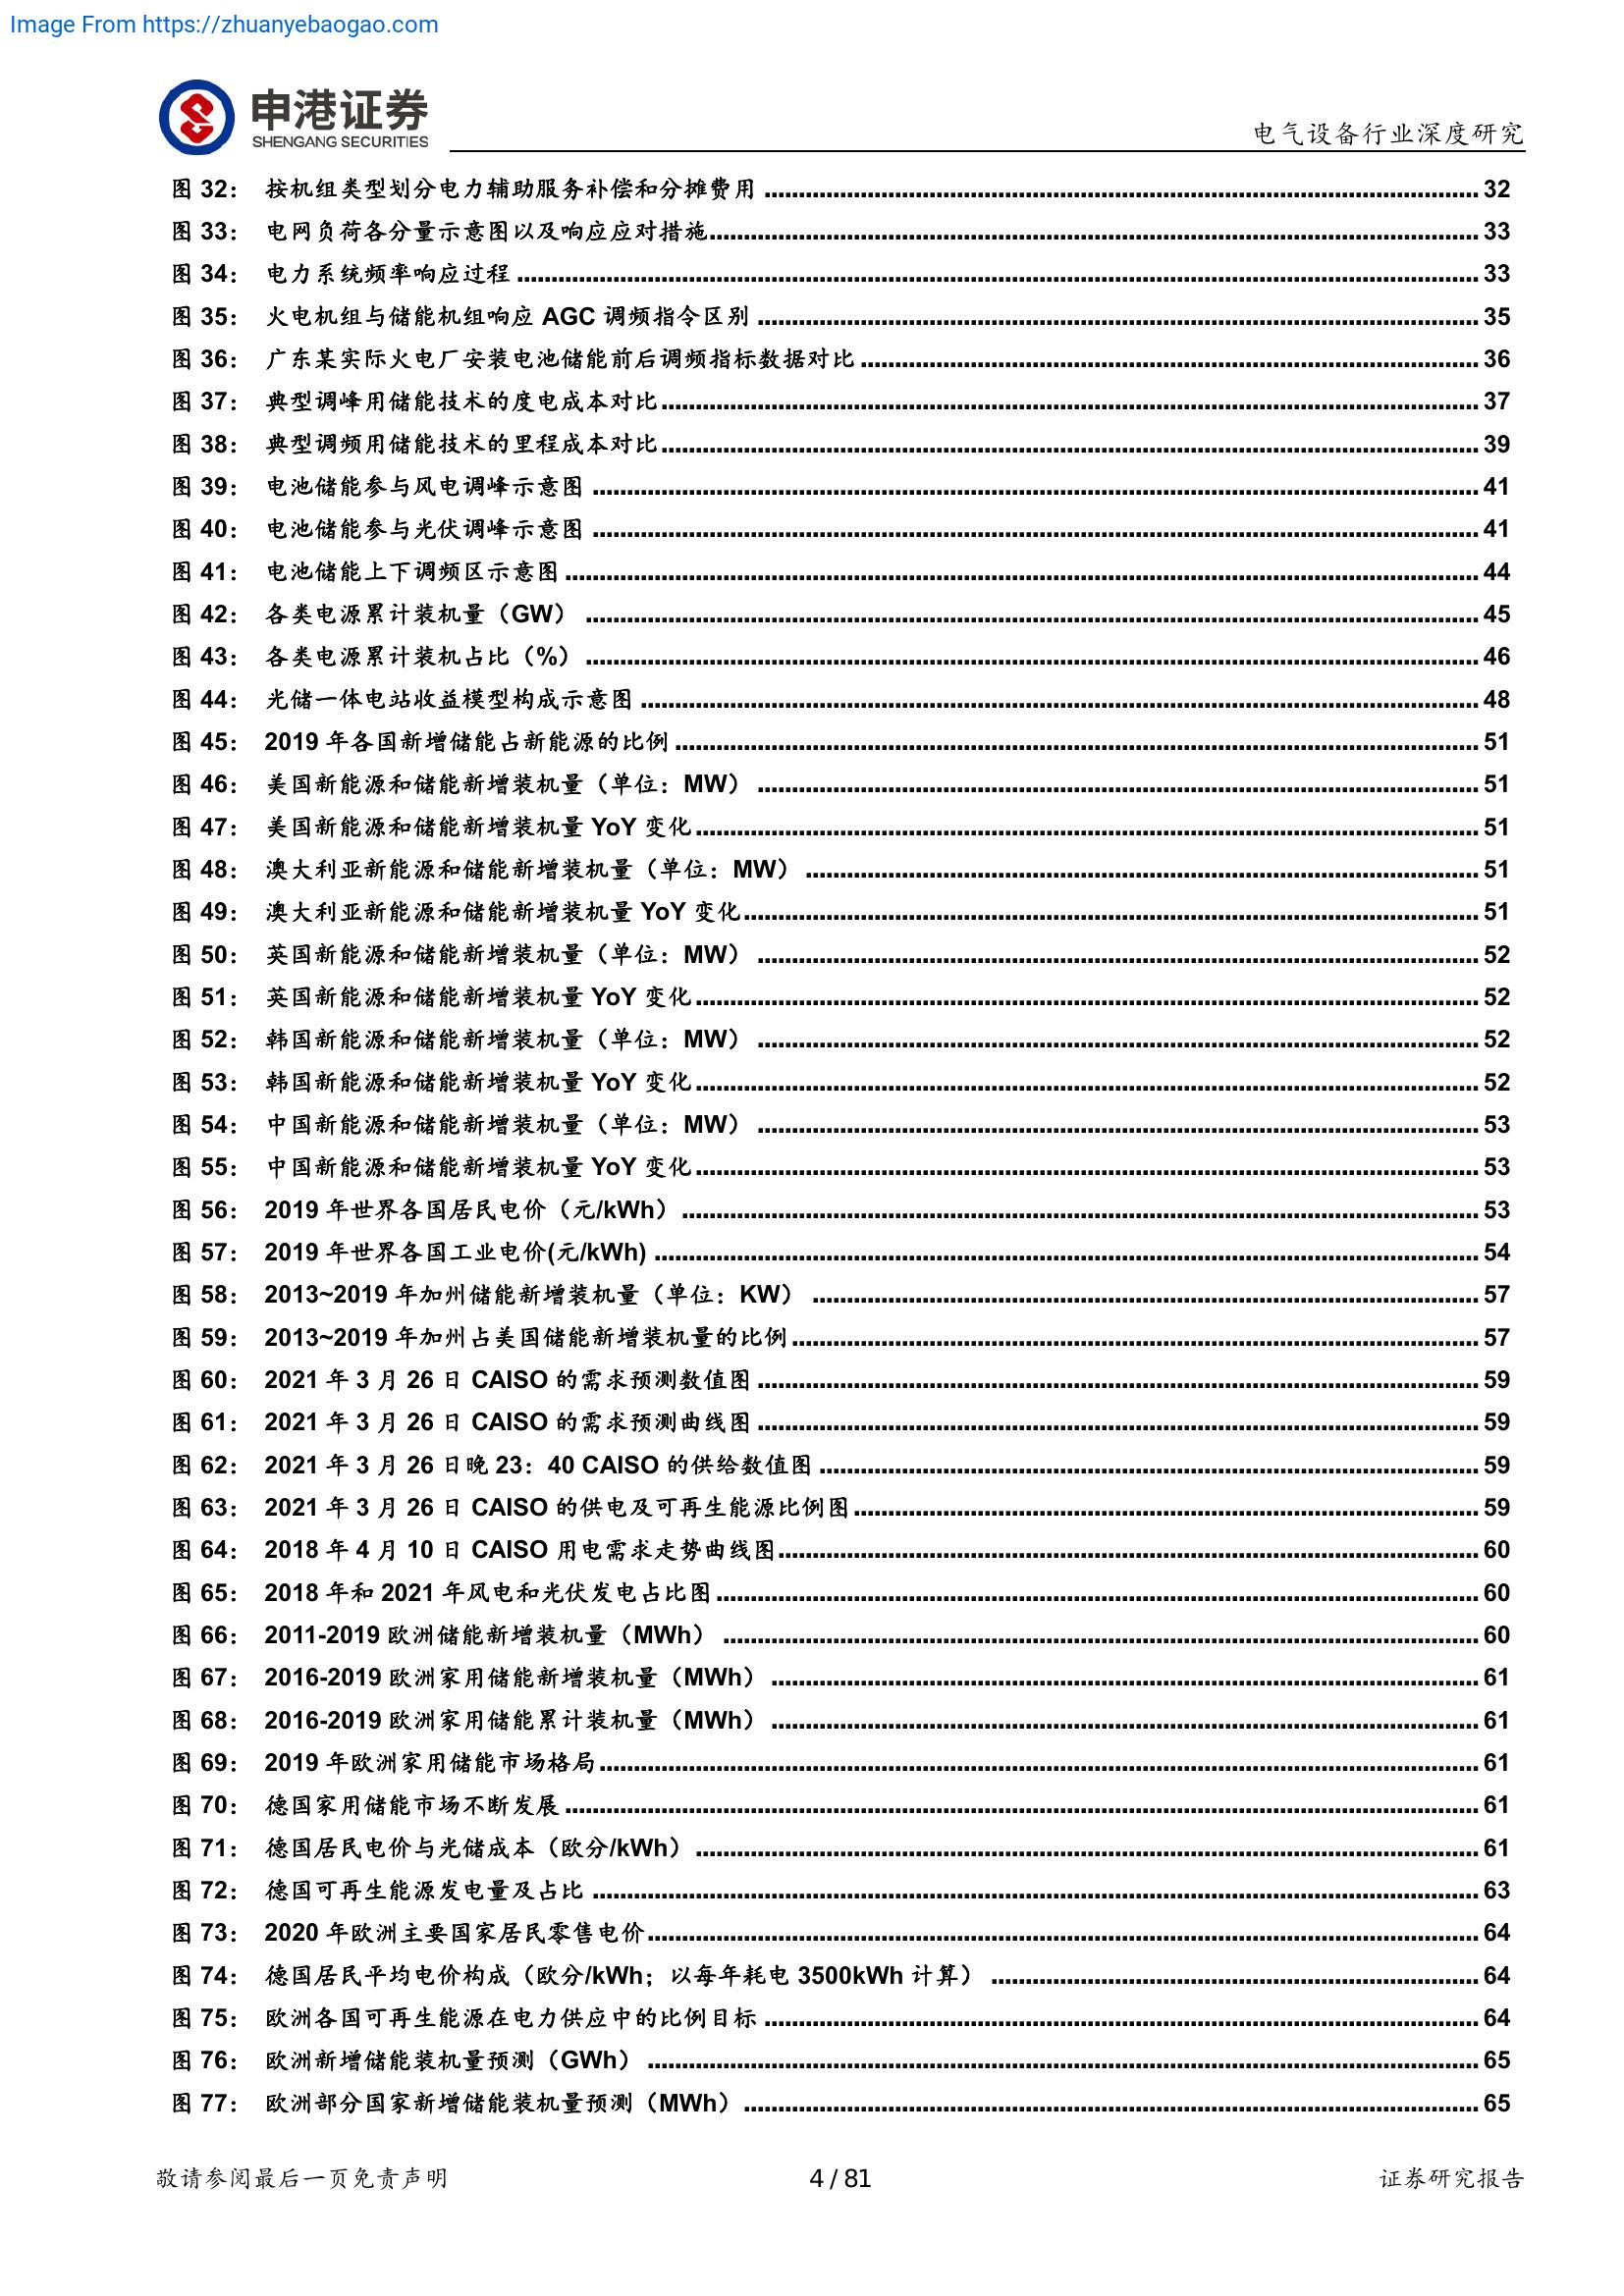 Image From https://zhuanyebaogao.com
申港证券
SHENGANG SECURITIES
电气设备行业深度研究
图 32： 按机组类型划分电力辅助服务补偿和分摊费用 ........ 32
图 33： 电网负荷各分量示意图以及响应应对措施 ........ 33
图 34： 电力系统频率响应过程 ........ 33
图 35： 火电机组与储能机组响应 AGC 调频指令区别 ........ 35
图 36： 广东某实际火电厂安装电池储能前后调频指标数据对比 ........ 36
图 37： 典型调峰用储能技术的度电成本对比 ........ 37
图 38： 典型调频用储能技术的里程成本对比 ........ 39
图 39： 电池储能参与风电调峰示意图 ........ 41
图 40： 电池储能参与光伏调峰示意图 ........ 41
图 41： 电池储能上下调频区示意图 ........ 44
图 42： 各类电源累计装机量（GW） ........ 45
图 43： 各类电源累计装机占比（%） ........ 46
图 44： 光储一体电站收益模型构成示意图 ........ 48
图 45： 2019 年各国新增储能占新能源的比例 ........ 51
图 46： 美国新能源和储能新增装机量（单位：MW） ........ 51
图 47： 美国新能源和储能新增装机量 YoY 变化 ........ 51
图 48： 澳大利亚新能源和储能新增装机量（单位：MW） ........ 51
图 49： 澳大利亚新能源和储能新增装机量 YoY 变化 ........ 51
图 50： 英国新能源和储能新增装机量（单位：MW） ........ 52
图 51： 英国新能源和储能新增装机量 YoY 变化 ........ 52
图 52： 韩国新能源和储能新增装机量（单位：MW） ........ 52
图 53： 韩国新能源和储能新增装机量 YoY 变化 ........ 52
图 54： 中国新能源和储能新增装机量（单位：MW） ........ 53
图 55： 中国新能源和储能新增装机量 YoY 变化 ........ 53
图 56： 2019 年世界各国居民电价（元/kWh） ........ 53
图 57： 2019 年世界各国工业电价(元/kWh) ........ 54
图 58： 2013~2019 年加州储能新增装机量（单位：KW） ........ 57
图 59： 2013~2019 年加州占美国储能新增装机量的比例 ........ 57
图 60： 2021 年 3 月 26 日 CAISO 的需求预测数值图 ........ 59
图 61： 2021 年 3 月 26 日 CAISO 的需求预测曲线图 ........ 59
图 62： 2021 年 3 月 26 日晚 23：40 CAISO 的供给数值图 ........ 59
图 63： 2021 年 3 月 26 日 CAISO 的供电及可再生能源比例图 ........ 59
图 64： 2018 年 4 月 10 日 CAISO 用电需求走势曲线图 ........ 60
图 65： 2018 年和 2021 年风电和光伏发电占比图 ........ 60
图 66： 2011-2019 欧洲储能新增装机量（MWh） ........ 60
图 67： 2016-2019 欧洲家用储能新增装机量（MWh） ........ 61
图 68： 2016-2019 欧洲家用储能累计装机量（MWh） ........ 61
图 69： 2019 年欧洲家用储能市场格局 ........ 61
图 70： 德国家用储能市场不断发展 ........ 61
图 71： 德国居民电价与光储成本（欧分/kWh） ........ 61
图 72： 德国可再生能源发电量及占比 ........ 63
图 73： 2020 年欧洲主要国家居民零售电价 ........ 64
图 74： 德国居民平均电价构成（欧分/kWh；以每年耗电 3500kWh 计算） ........ 64
图 75： 欧洲各国可再生能源在电力供应中的比例目标 ........ 64
图 76： 欧洲新增储能装机量预测（GWh） ........ 65
图 77： 欧洲部分国家新增储能装机量预测（MWh） ........ 65
敬请参阅最后一页免责声明
4 / 81
证券研究报告